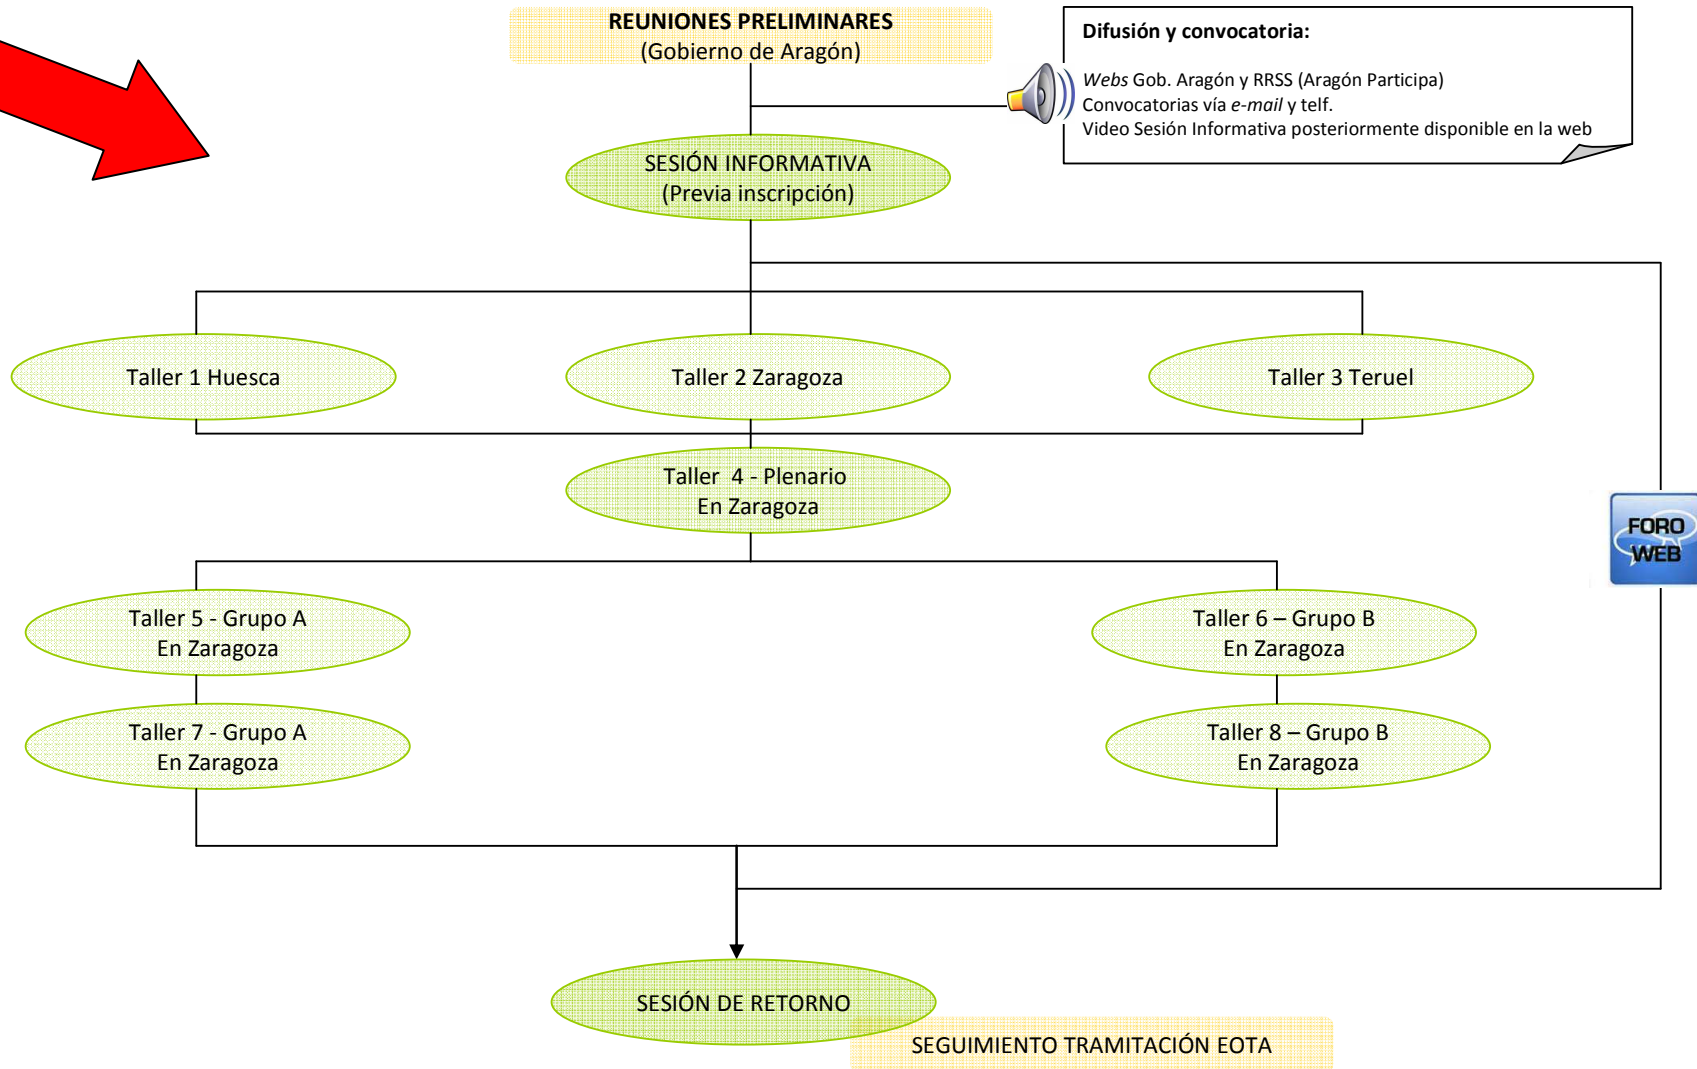 REUNIONES PRELIMINARES
(Gobierno de Aragón)
Difusión y convocatoria:
Webs Gob. Aragón y RRSS (Aragón Participa)
Convocatorias vía e-mail y telf.
Video Sesión Informativa posteriormente disponible en la web
SESIÓN INFORMATIVA
(Previa inscripción)
Taller 1 Huesca
Taller 2 Zaragoza
Taller 3 Teruel
Taller 4 - Plenario
En Zaragoza
FORO
WEB
Taller 5 - Grupo A
En Zaragoza
Taller 6 – Grupo B
En Zaragoza
Taller 7 - Grupo A
En Zaragoza
Taller 8 – Grupo B
En Zaragoza
SESIÓN DE RETORNO
SEGUIMIENTO TRAMITACIÓN EOTA